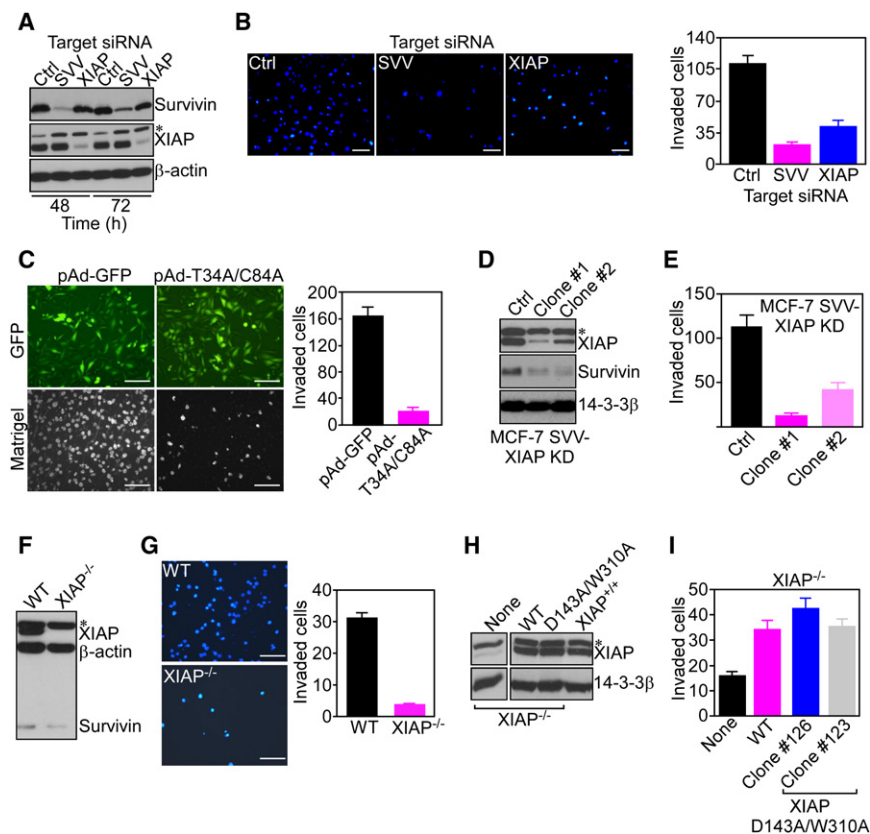 A
Target siRNA
Ctrl SVV XIAP Ctrl SVV XIAP
Survivin
*
XIAP
β-actin
48 72
Time (h)
B
Target siRNA
Ctrl SVV XIAP
Invaded cells
140
105
70
35
0
Ctrl SVV XIAP
Target siRNA
C
pAd-GFP pAd-T34A/C84A
GFP
Matrigel
Invaded cells
200
160
120
80
40
0
pAd-GFP
pAd-
T34A/C84A
D
Ctrl Clone #1 Clone #2
*
XIAP
Survivin
14-3-3β
MCF-7 SVV-
XIAP KD
E
MCF-7 SVV-
XIAP KD
Invaded cells
150
100
50
0
Ctrl
Clone #1
Clone #2
F
WT XIAP-/-
*
XIAP
β-actin
Survivin
G
WT
XIAP-/-
Invaded cells
40
30
20
10
0
WT XIAP-/-
H
None WT D143A/W310A XIAP+/+
*
XIAP
14-3-3β
XIAP-/-
I
XIAP-/-
Invaded cells
50
40
30
20
10
0
None
WT
Clone #126
Clone #123
XIAP
D143A/W310A